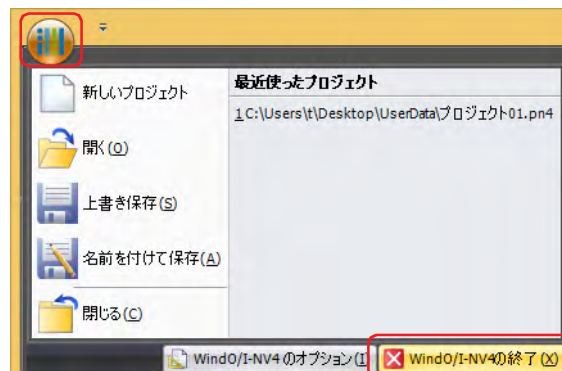 新しいプロジェクト
開く(O)
上書き保存(S)
名前を付けて保存(A)
閉じる(C)
最近使ったプロジェクト
1 C:\Users\t\Desktop\UserData\プロジェクト01.pn4
WindO/I-NV4 のオプション(I)
WindO/I-NV4の終了(X)